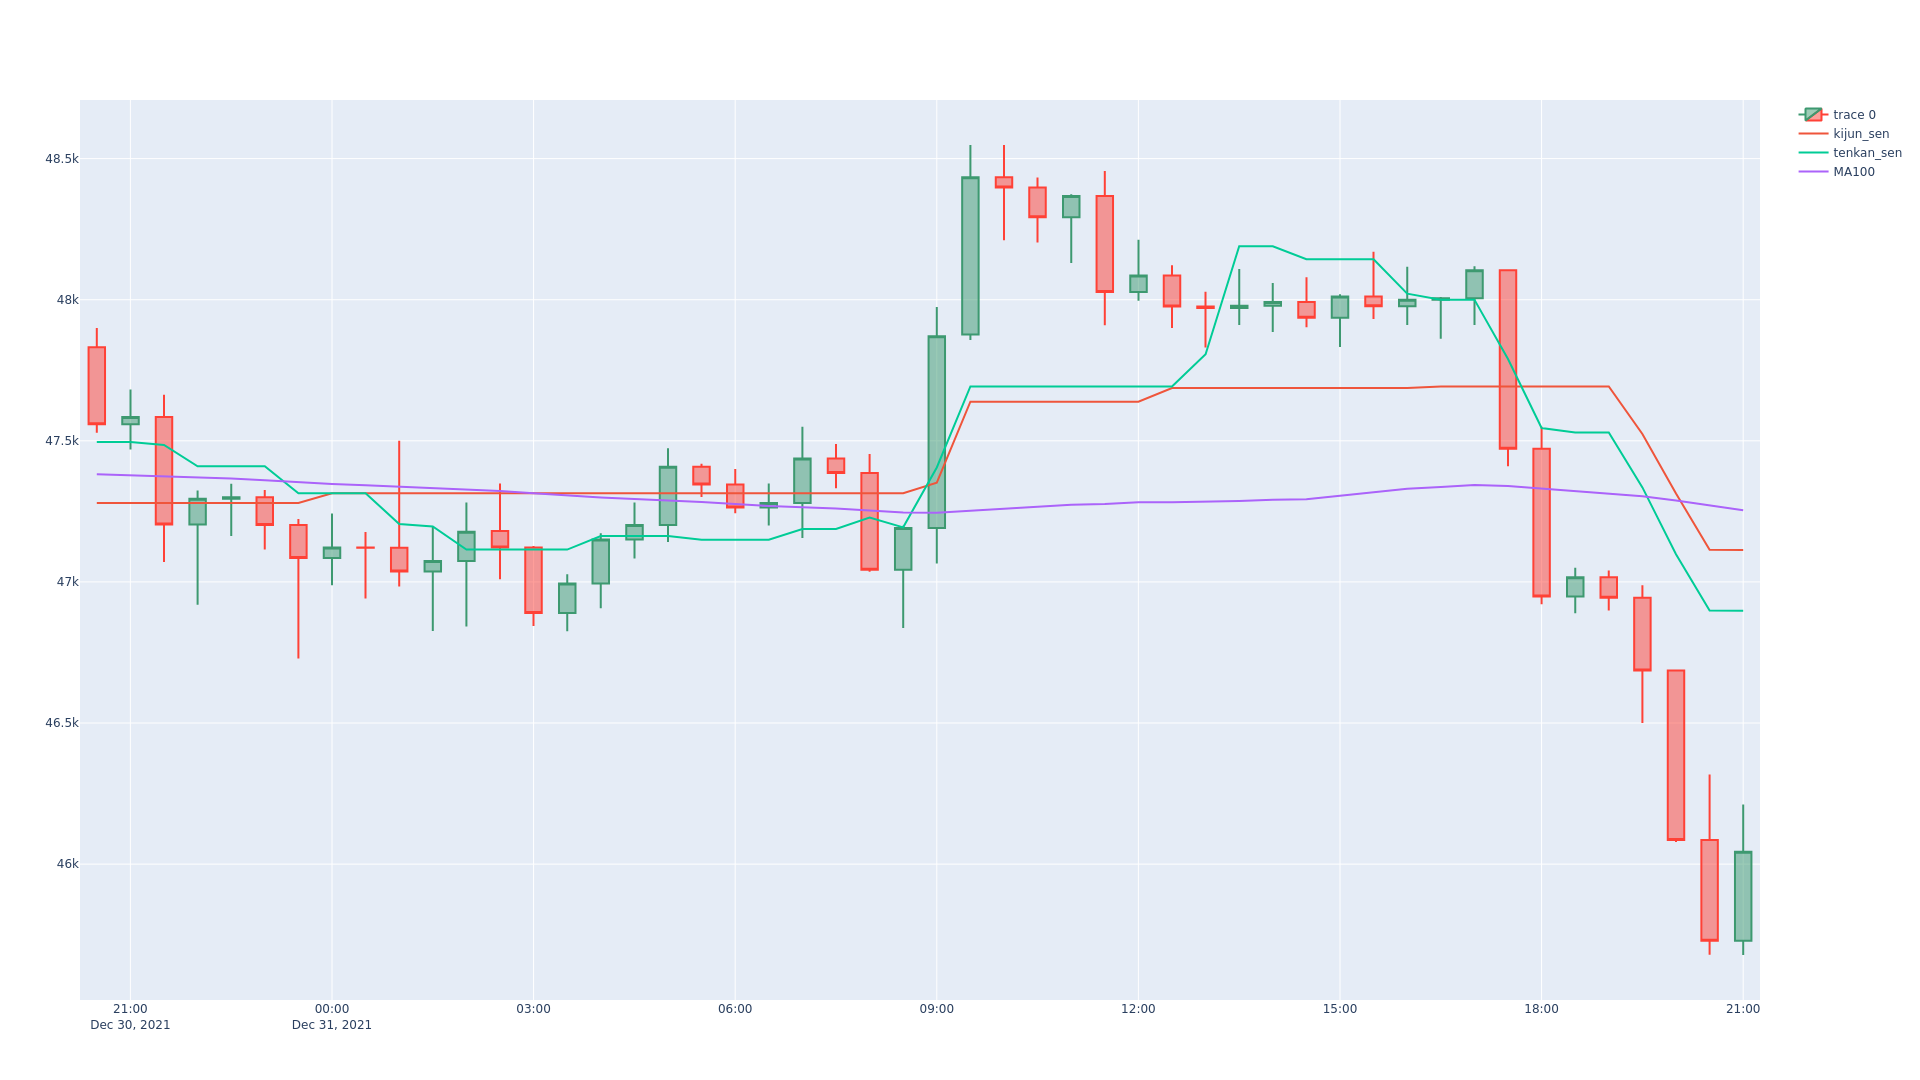 trace 0
kijun_sen
tenkan_sen
MA100
48.5k
48k
47.5k
47k
46.5k
46k
21:00 00:00 03:00 06:00 09:00 12:00 15:00 18:00 21:00
Dec 30, 2021 Dec 31, 2021